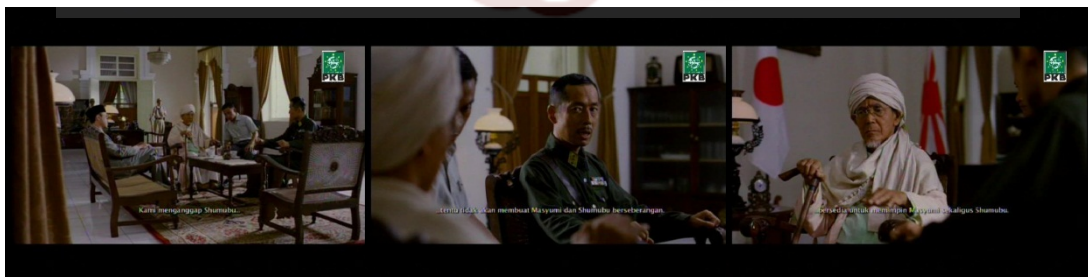 PKB
Kami menganggap Shumubu..
PKB
tidak akan membuat Masyumi dan Shumubu berseberangan.
PKB
bersedia untuk memimpin Masyumi sekaligus Shumubu.